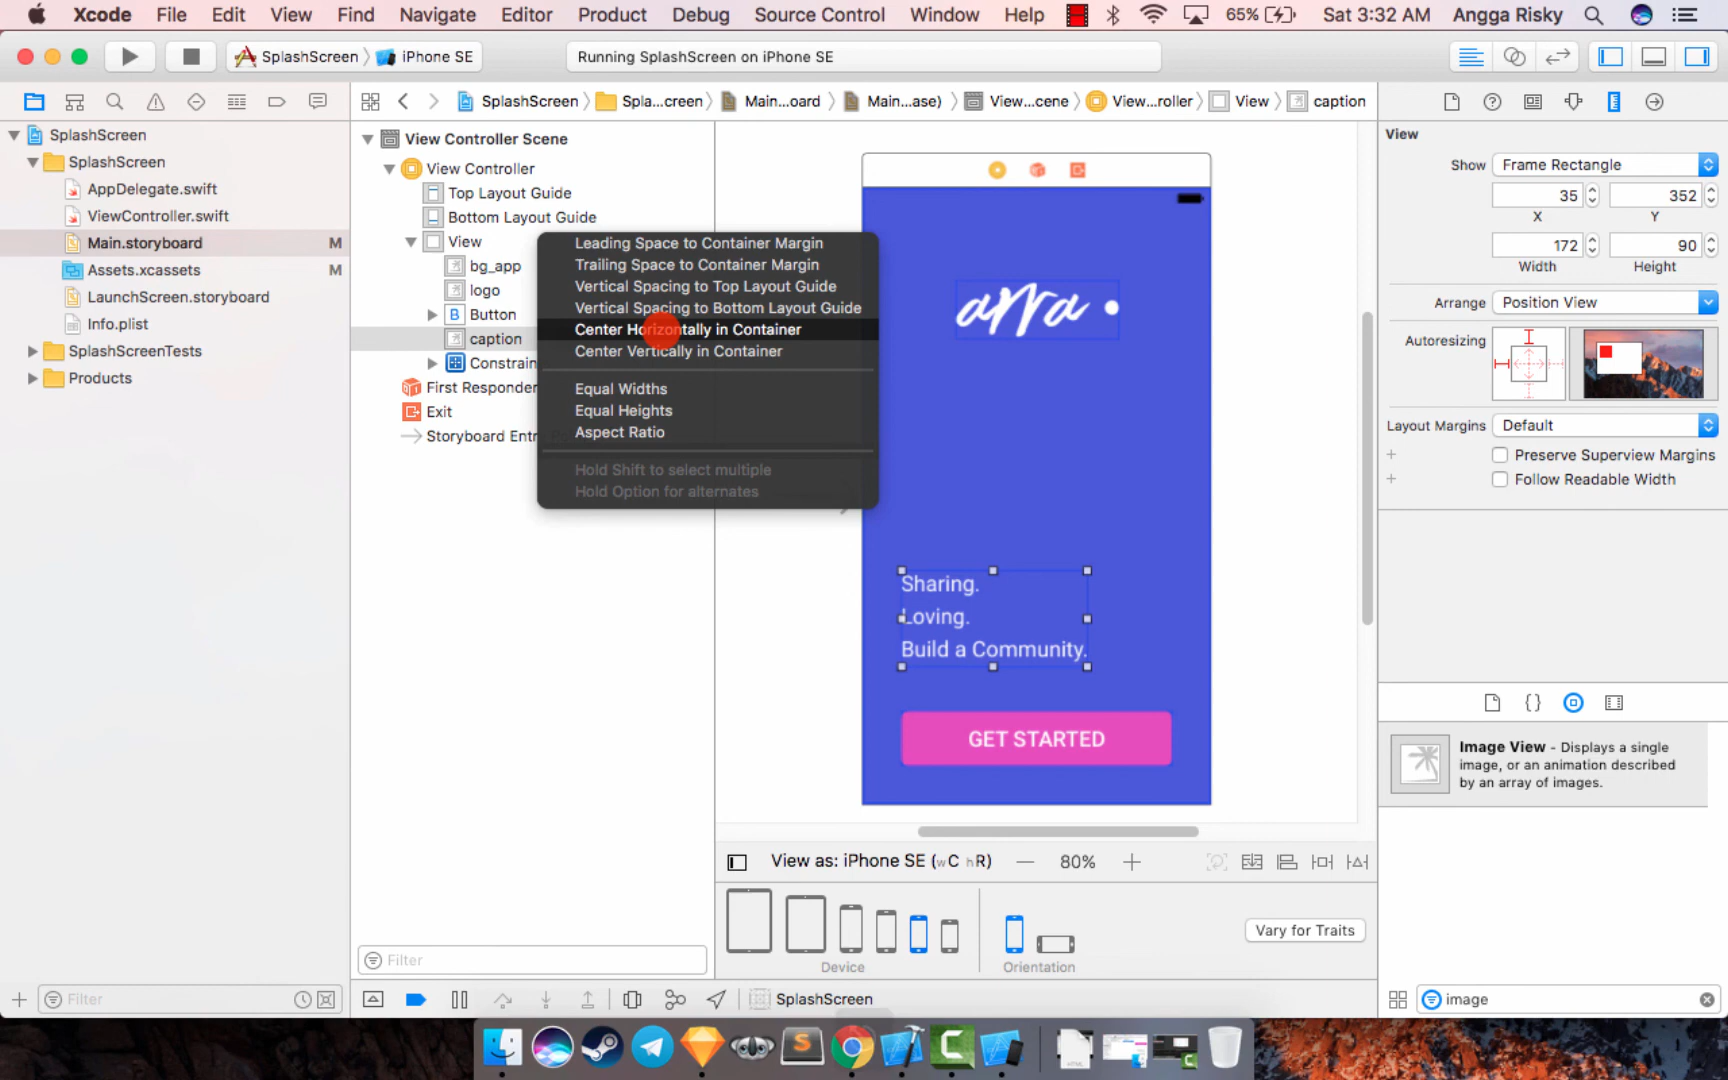 Xcode File Edit View Find Navigate Editor Product Debug Source Control Window Help 65% Sat 3:32 AM Angga Risky
SplashScreen iPhone SE
Running SplashScreen on iPhone SE
SplashScreen Spla...creen Main...oard Main...ase) View...cene View...roller View caption
SplashScreen
SplashScreen
AppDelegate.swift
ViewController.swift
Main.storyboard M
Assets.xcassets M
LaunchScreen.storyboard
Info.plist
SplashScreenTests
Products
View Controller Scene
View Controller
Top Layout Guide
Bottom Layout Guide
View
bg_app
logo
B Button
caption
Constrain
First Responder
Exit
Storyboard Entr
Leading Space to Container Margin
Trailing Space to Container Margin
Vertical Spacing to Top Layout Guide
Vertical Spacing to Bottom Layout Guide
Center Horizontally in Container
Center Vertically in Container
Equal Widths
Equal Heights
Aspect Ratio
Hold Shift to select multiple
Hold Option for alternates
arra
Sharing.
Loving.
Build a Community.
GET STARTED
View as: iPhone SE (wC hR) — 80% +
Device
Orientation
Vary for Traits
Filter
Filter
SplashScreen
View
Show Frame Rectangle
35 352
X Y
172 90
Width Height
Arrange Position View
Autoresizing
Layout Margins Default
Preserve Superview Margins
Follow Readable Width
{}
Image View - Displays a single
image, or an animation described
by an array of images.
image